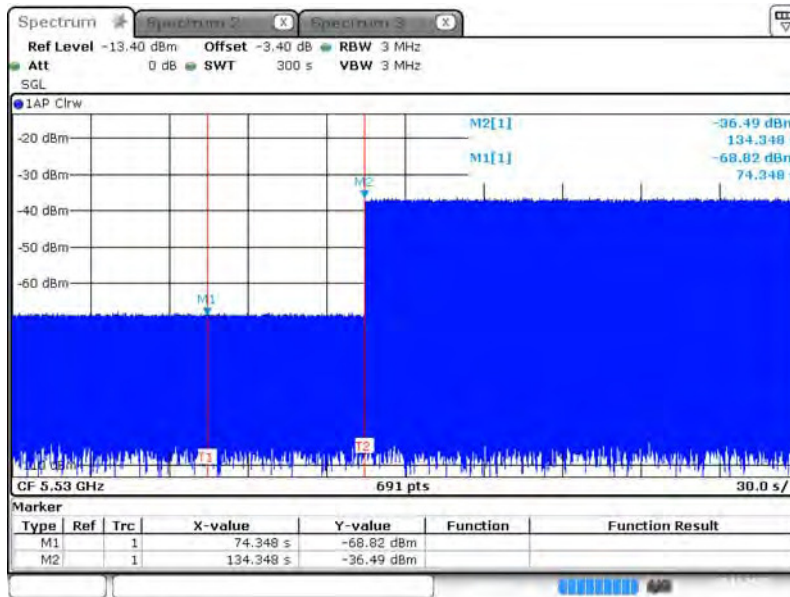 Spectrum Spectrum 2 X Spectrum 3 X
Ref Level -13.40 dBm Offset -3.40 dB RBW 3 MHz
Att 0 dB SWT 300 s VBW 3 MHz
SGL
1AP Clrw
M2[1] -36.49 dBm
134.348 s
M1[1] -68.82 dBm
74.348 s
-20 dBm
-30 dBm
M2
-40 dBm
-50 dBm
-60 dBm
M1
T1 T2
CF 5.53 GHz 691 pts 30.0 s/
Marker
Type Ref Trc X-value Y-value Function Function Result
M1 1 74.348 s -68.82 dBm
M2 1 134.348 s -36.49 dBm